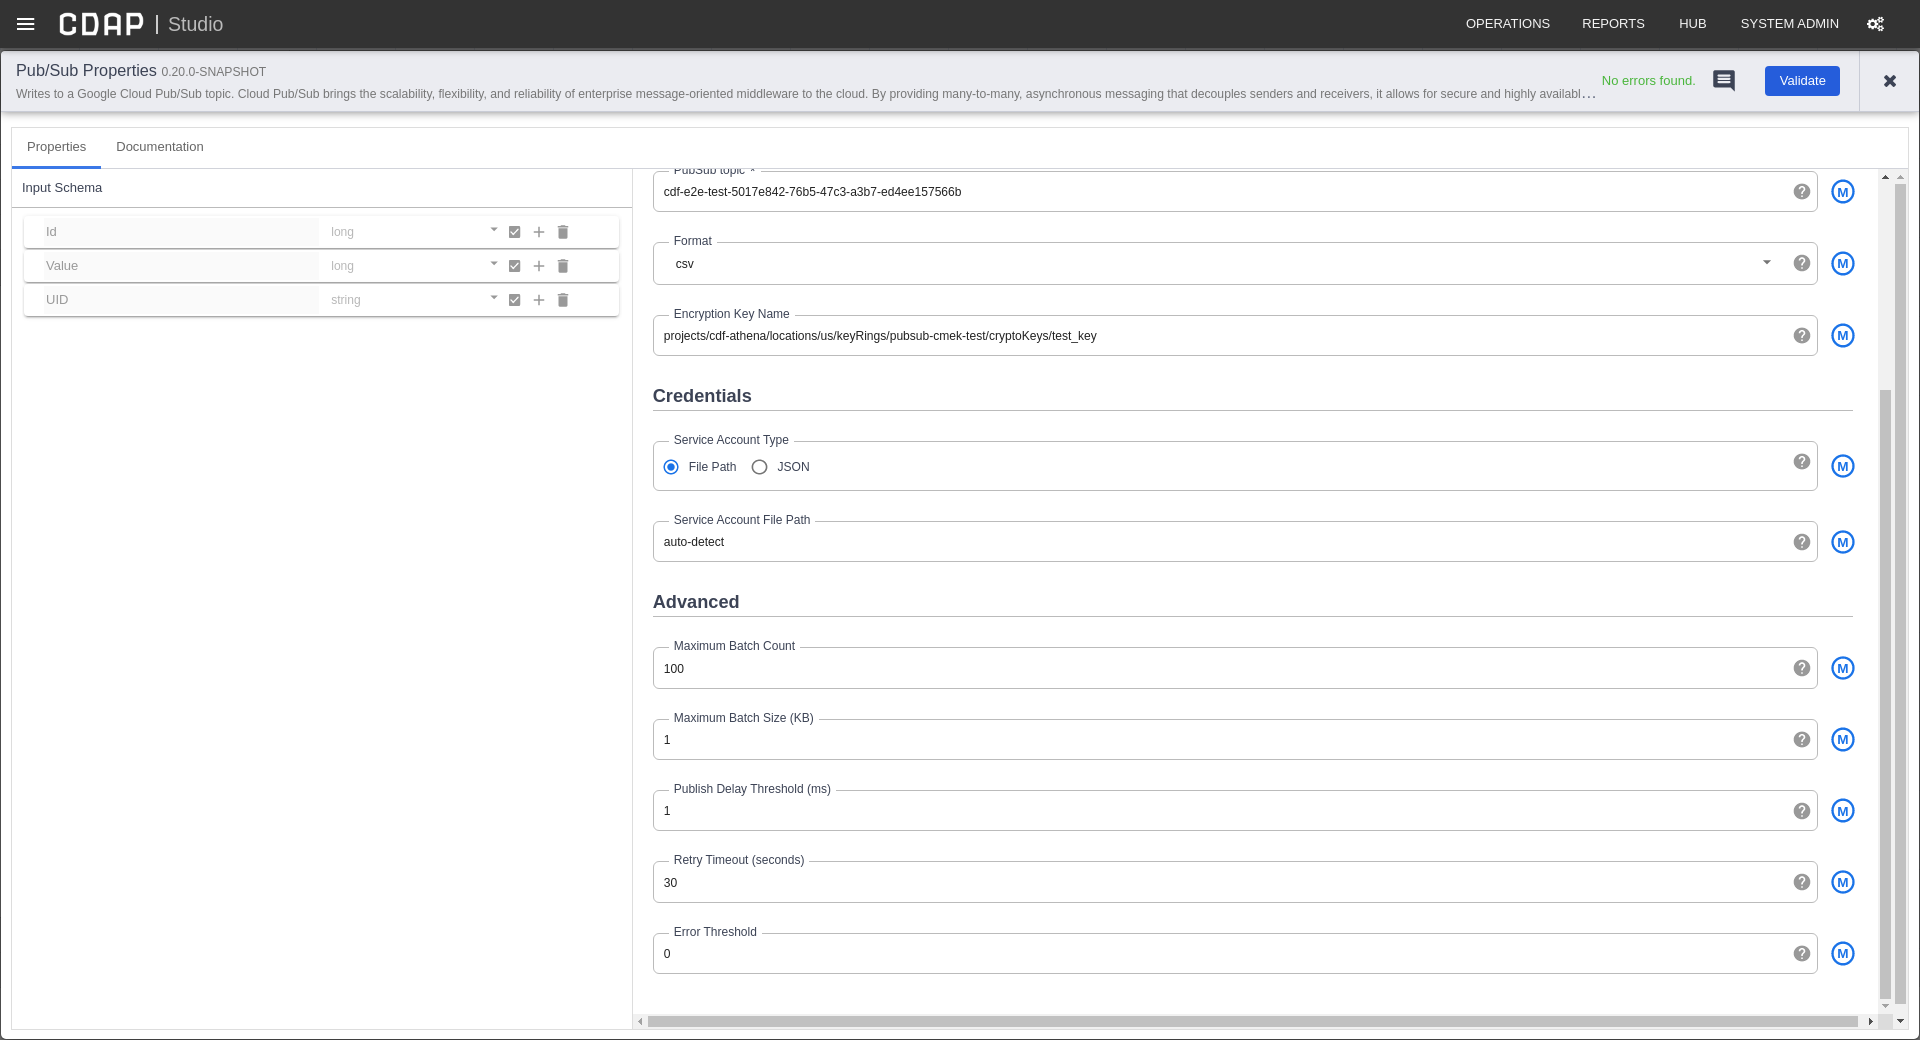 CDAP | Studio
OPERATIONS REPORTS HUB SYSTEM ADMIN
Pub/Sub Properties 0.20.0-SNAPSHOT
Writes to a Google Cloud Pub/Sub topic. Cloud Pub/Sub brings the scalability, flexibility, and reliability of enterprise message-oriented middleware to the cloud. By providing many-to-many, asynchronous messaging that decouples senders and receivers, it allows for secure and highly availabl...
No errors found.
Validate
Properties Documentation
Input Schema
Id long
Value long
UID string
PubSub topic *
cdf-e2e-test-5017e842-76b5-47c3-a3b7-ed4ee157566b
M
Format
csv
M
Encryption Key Name
projects/cdf-athena/locations/us/keyRings/pubsub-cmek-test/cryptoKeys/test_key
M
Credentials
Service Account Type
File Path JSON
M
Service Account File Path
auto-detect
M
Advanced
Maximum Batch Count
100
M
Maximum Batch Size (KB)
1
M
Publish Delay Threshold (ms)
1
M
Retry Timeout (seconds)
30
M
Error Threshold
0
M